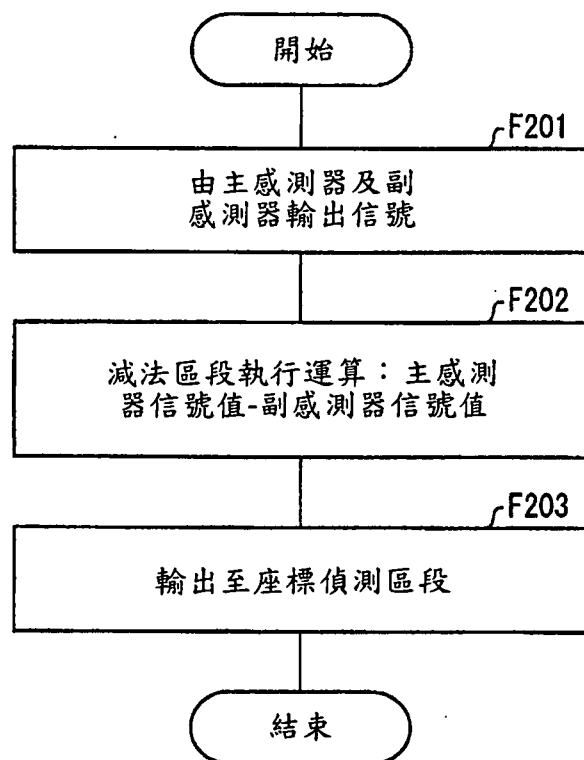 開始
F201
由主感測器及副
感測器輸出信號
F202
減法區段執行運算：主感測
器信號值-副感測器信號值
F203
輸出至座標偵測區段
結束